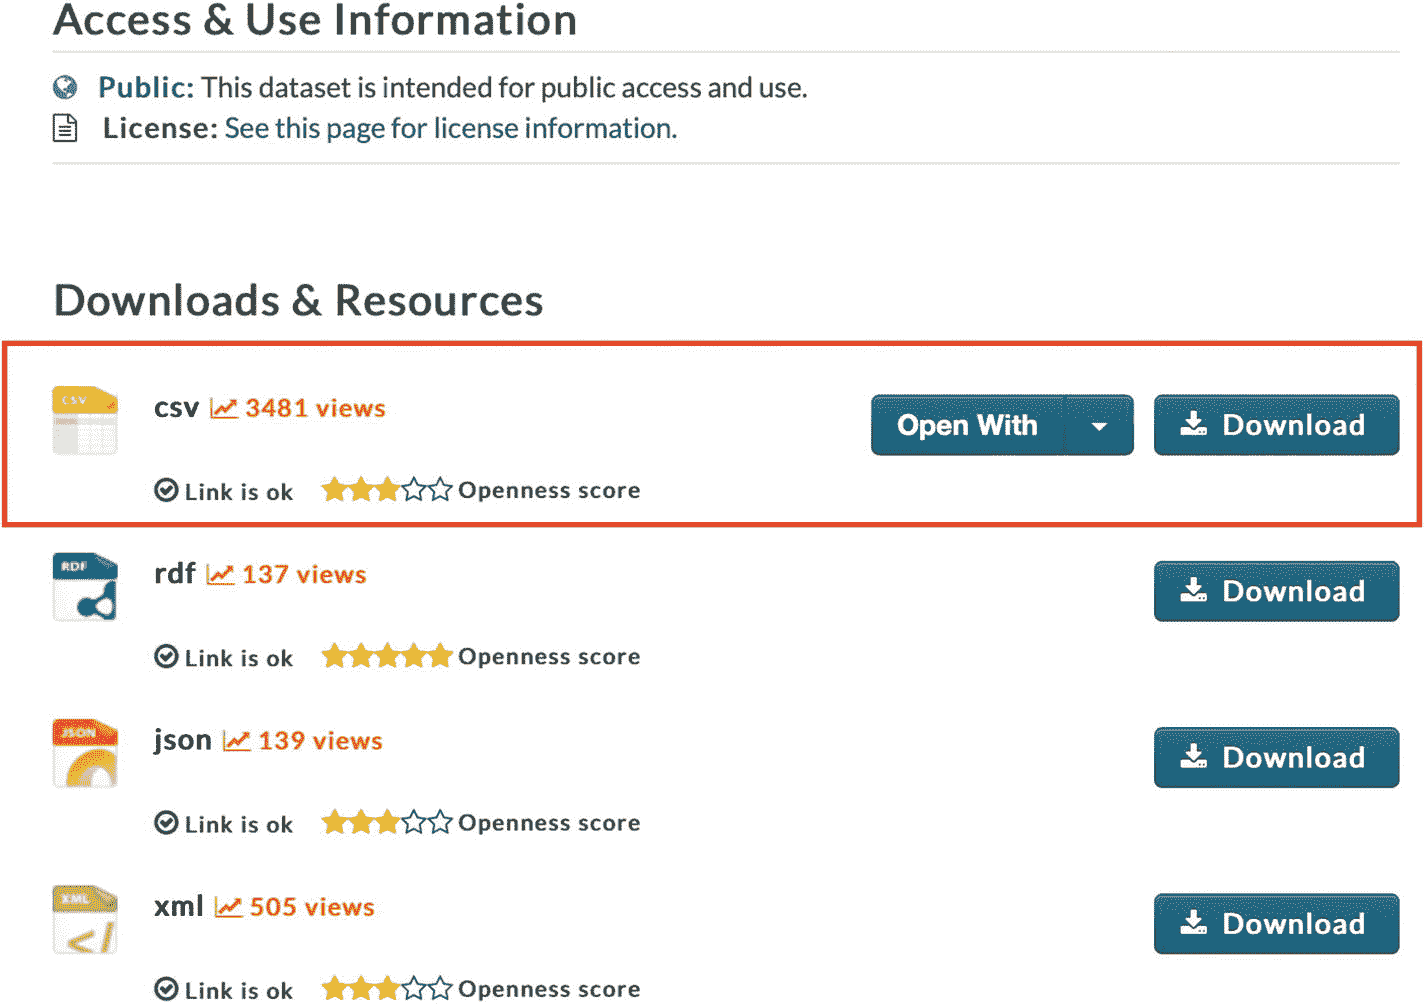 Access & Use Information
Public: This dataset is intended for public access and use.
License: See this page for license information.
Downloads & Resources
CSV
csv 3481 views
Open With
Download
Link is ok
Openness score
RDF
rdf 137 views
Download
Link is ok
Openness score
JSON
json 139 views
Download
Link is ok
Openness score
XML
xml 505 views
Download
Link is ok
Openness score